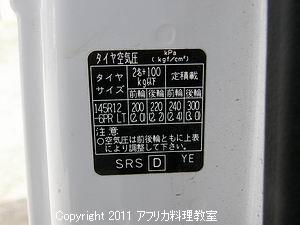 タイヤ空気圧 kPa (kgf/cm²)
タイヤサイズ 2名+100kg以下 定積載
前輪 後輪 前輪 後輪
145R12-6PR LT 200(2.0) 220(2.2) 240(2.4) 300(3.0)
＜注意＞
○空気圧は前後輪ともに上表
により調整して下さい。
SRS D YE
Copyright 2011 アフリカ料理教室